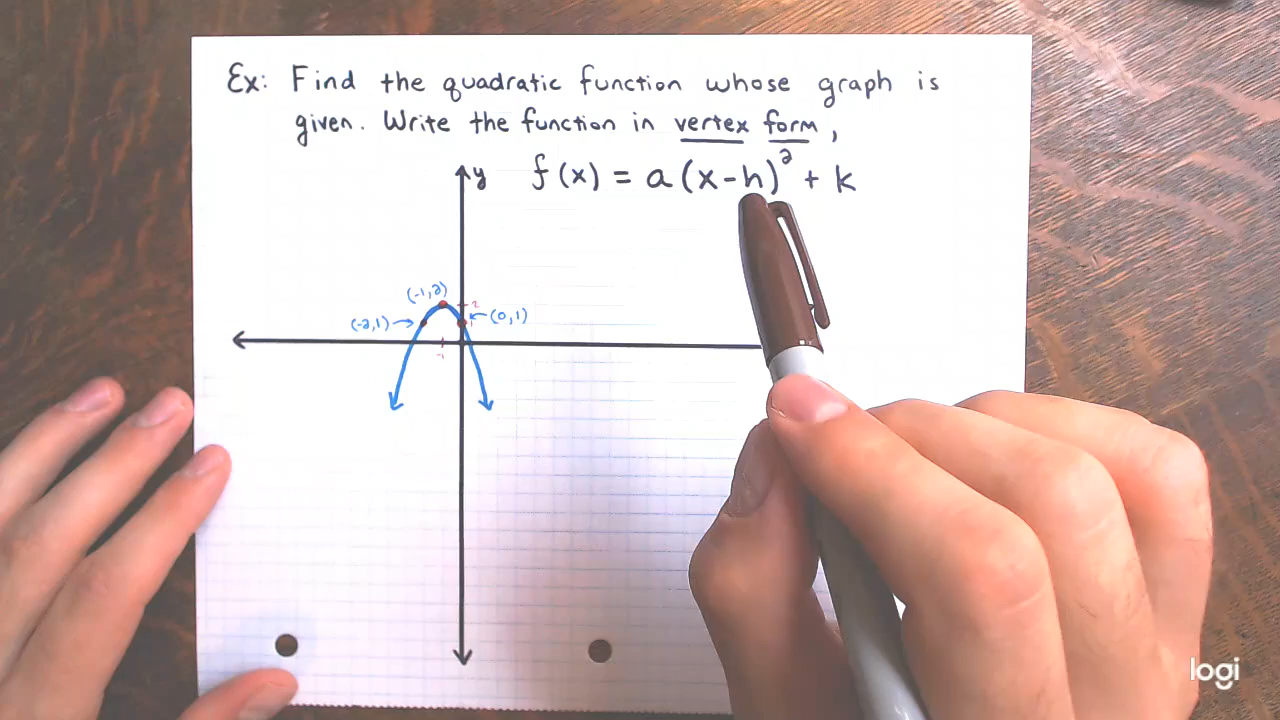 Ex: Find the quadratic function whose graph is
given. Write the function in vertex form,
y f(x) = a(x-h)² + k
(-1,2) 2
(-2,1) 1 (0,1)
-1
logi